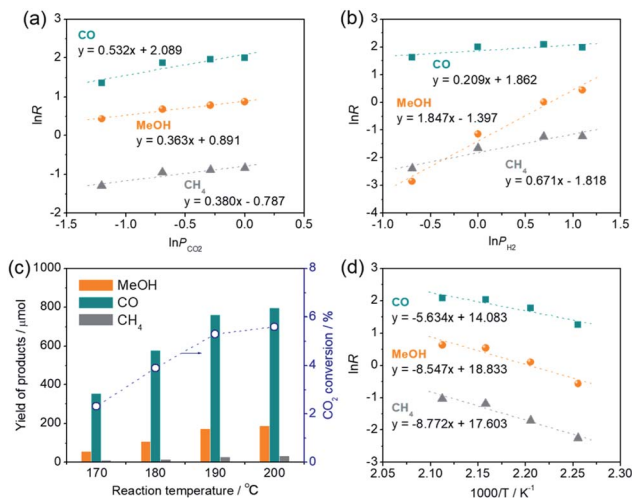 (a)
CO
y = 0.532x + 2.089
MeOH
y = 0.363x + 0.891
CH4
y = 0.380x - 0.787
lnR
3
2
1
0
-1
-2
-1.5
-1.0
-0.5
0.0
0.5
lnPCO2
(b)
CO
y = 0.209x + 1.862
MeOH
y = 1.847x - 1.397
CH4
y = 0.671x - 1.818
lnR
3
2
1
0
-1
-2
-3
-4
-1.0
-0.5
0.0
0.5
1.0
1.5
lnPH2
(c)
MeOH
CO
CH4
Yield of products / μmol
1000
800
600
400
200
0
CO2 conversion / %
8
6
4
2
0
170
180
190
200
Reaction temperature / °C
(d)
CO
y = -5.634x + 14.083
MeOH
y = -8.547x + 18.833
CH4
y = -8.772x + 17.603
lnR
3
2
1
0
-1
-2
-3
2.05
2.10
2.15
2.20
2.25
2.30
1000/T / K-1